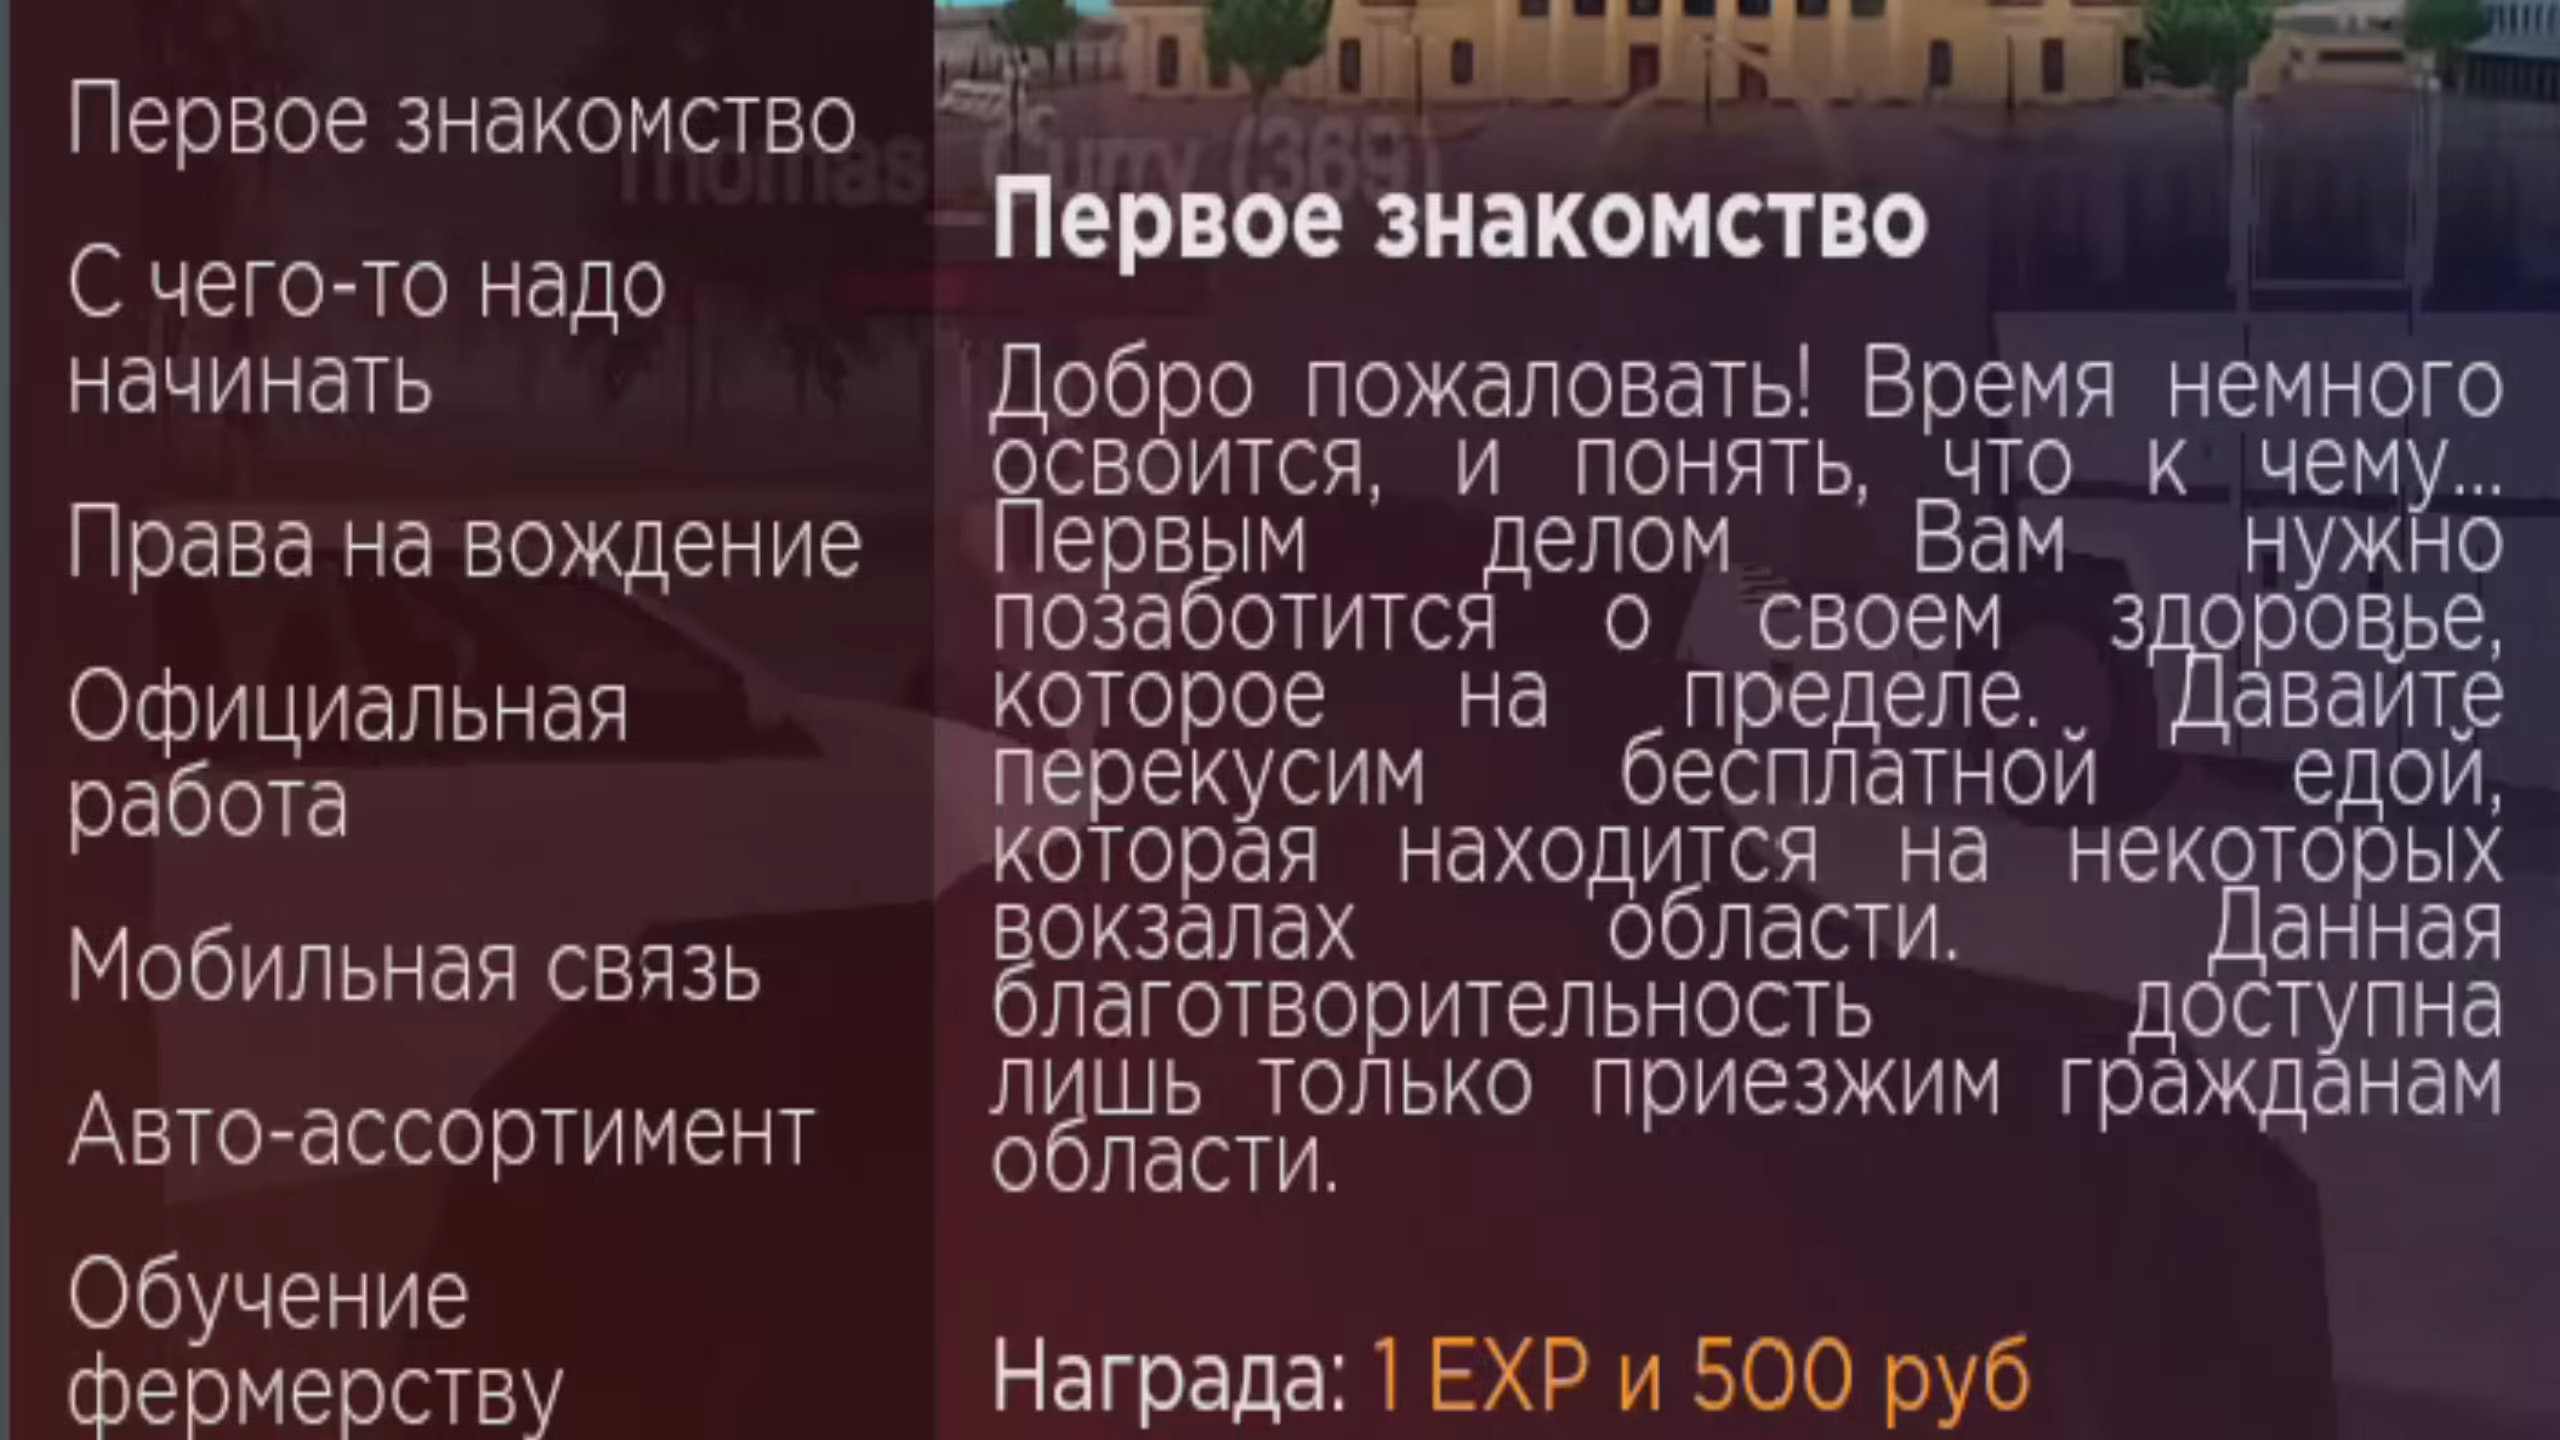 Первое знакомство
С чего-то надо
начинать
Права на вождение
Официальная
работа
Мобильная связь
Авто-ассортимент
Обучение
фермерству
Thomas_Curry (369)
Первое знакомство
Добро пожаловать! Время немного
освоится, и понять, что к чему...
Первым делом Вам нужно
позаботится о своем здоровье,
которое на пределе. Давайте
перекусим бесплатной едой,
которая находится на некоторых
вокзалах области. Данная
благотворительность доступна
лишь только приезжим гражданам
области.
Награда: 1 EXP и 500 руб